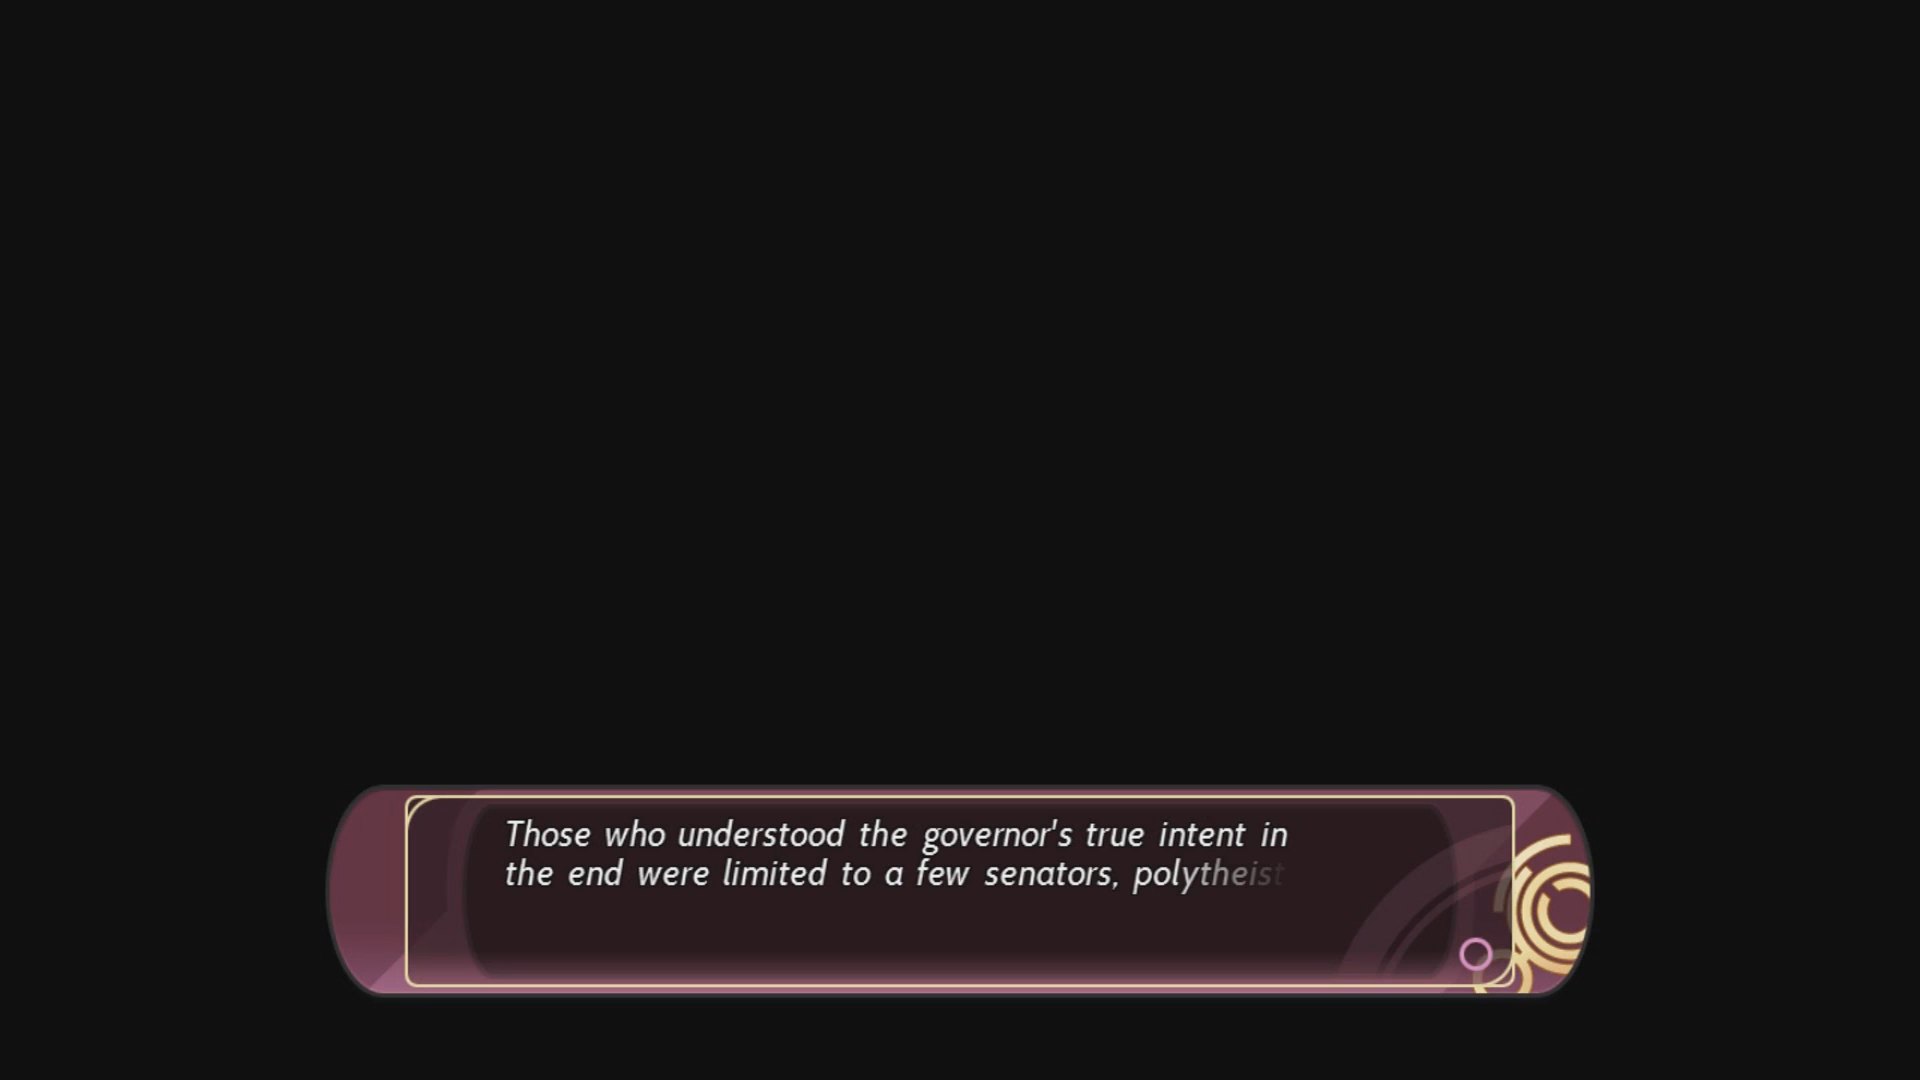 Those who understood the governor's true intent in
the end were limited to a few senators, polytheist